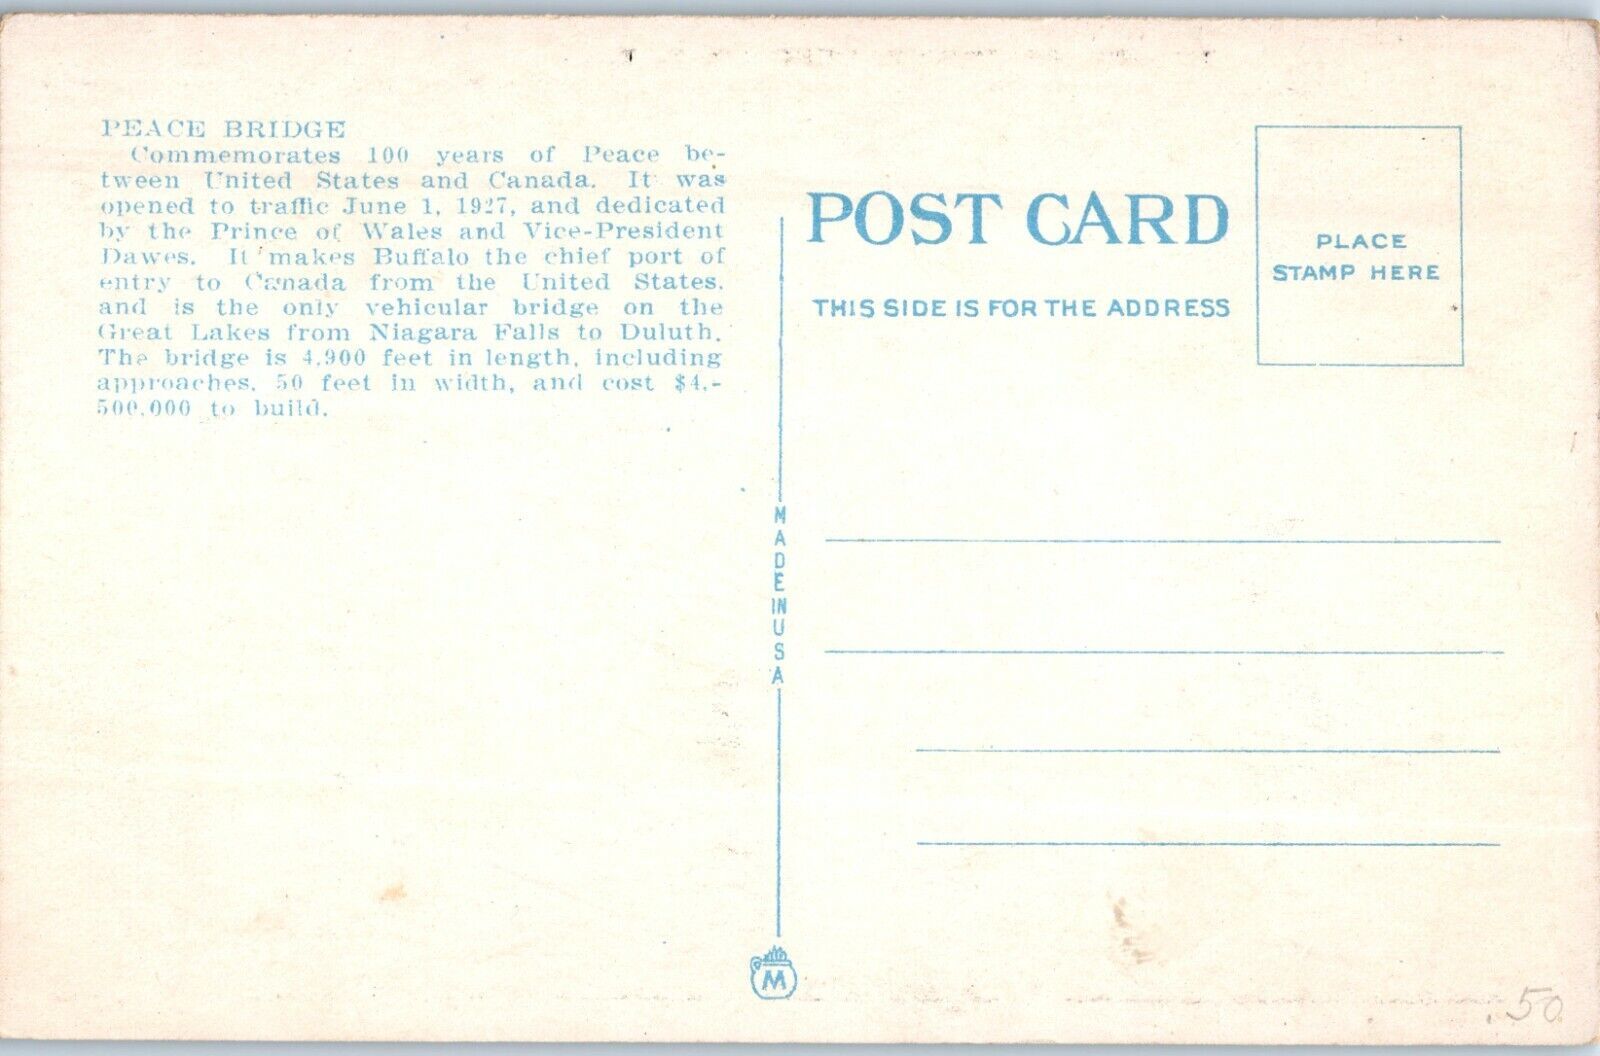 PEACE BRIDGE
Commemorates 100 years of Peace be-
tween United States and Canada. It was
opened to traffic June 1, 1927, and dedicated
by the Prince of Wales and Vice-President
Dawes. It makes Buffalo the chief port of
entry to Canada from the United States,
and is the only vehicular bridge on the
Great Lakes from Niagara Falls to Duluth.
The bridge is 4,900 feet in length, including
approaches, 50 feet in width, and cost $4,-
500,000 to build.
MADE IN USA
M
POST CARD
THIS SIDE IS FOR THE ADDRESS
PLACE
STAMP HERE
.50